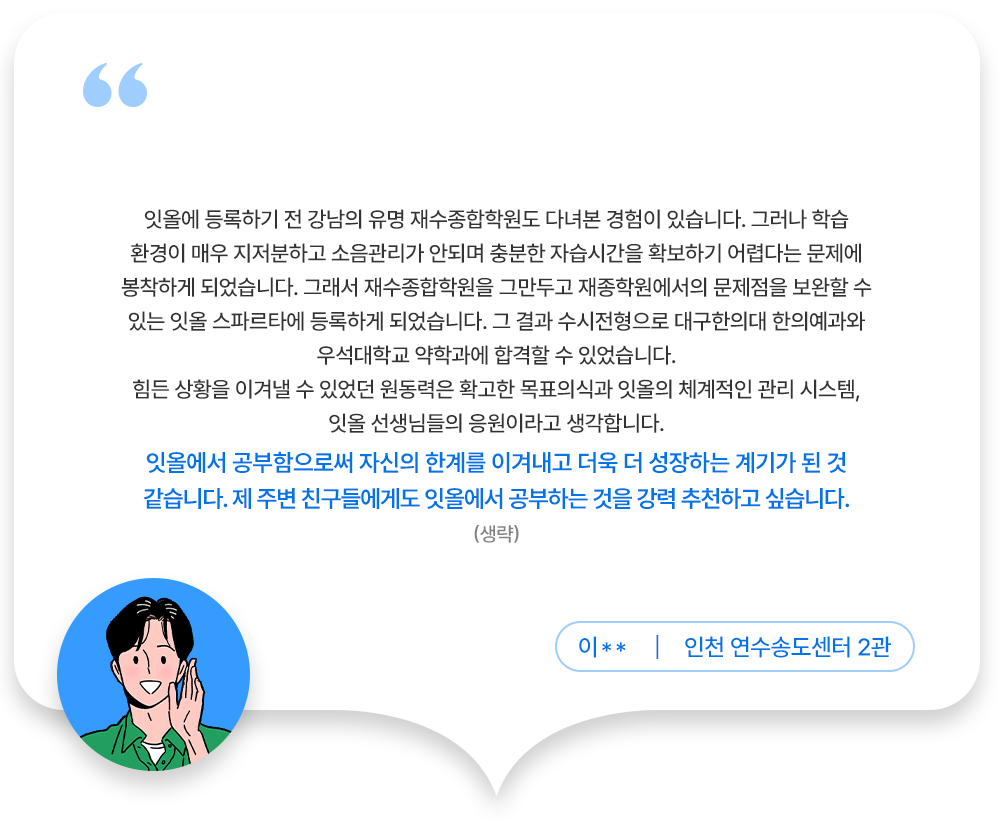 잇올에 등록하기 전 강남의 유명 재수종합학원도 다녀본 경험이 있습니다. 그러나 학습
환경이 매우 지저분하고 소음관리가 안되며 충분한 자습시간을 확보하기 어렵다는 문제에
봉착하게 되었습니다. 그래서 재수종합학원을 그만두고 재종학원에서의 문제점을 보완할 수
있는 잇올 스파르타에 등록하게 되었습니다. 그 결과 수시전형으로 대구한의대 한의예과와
우석대학교 약학과에 합격할 수 있었습니다.
힘든 상황을 이겨낼 수 있었던 원동력은 확고한 목표의식과 잇올의 체계적인 관리 시스템,
잇올 선생님들의 응원이라고 생각합니다.
잇올에서 공부함으로써 자신의 한계를 이겨내고 더욱 더 성장하는 계기가 된 것
같습니다. 제 주변 친구들에게도 잇올에서 공부하는 것을 강력 추천하고 싶습니다.
(생략)
이** | 인천 연수송도센터 2관